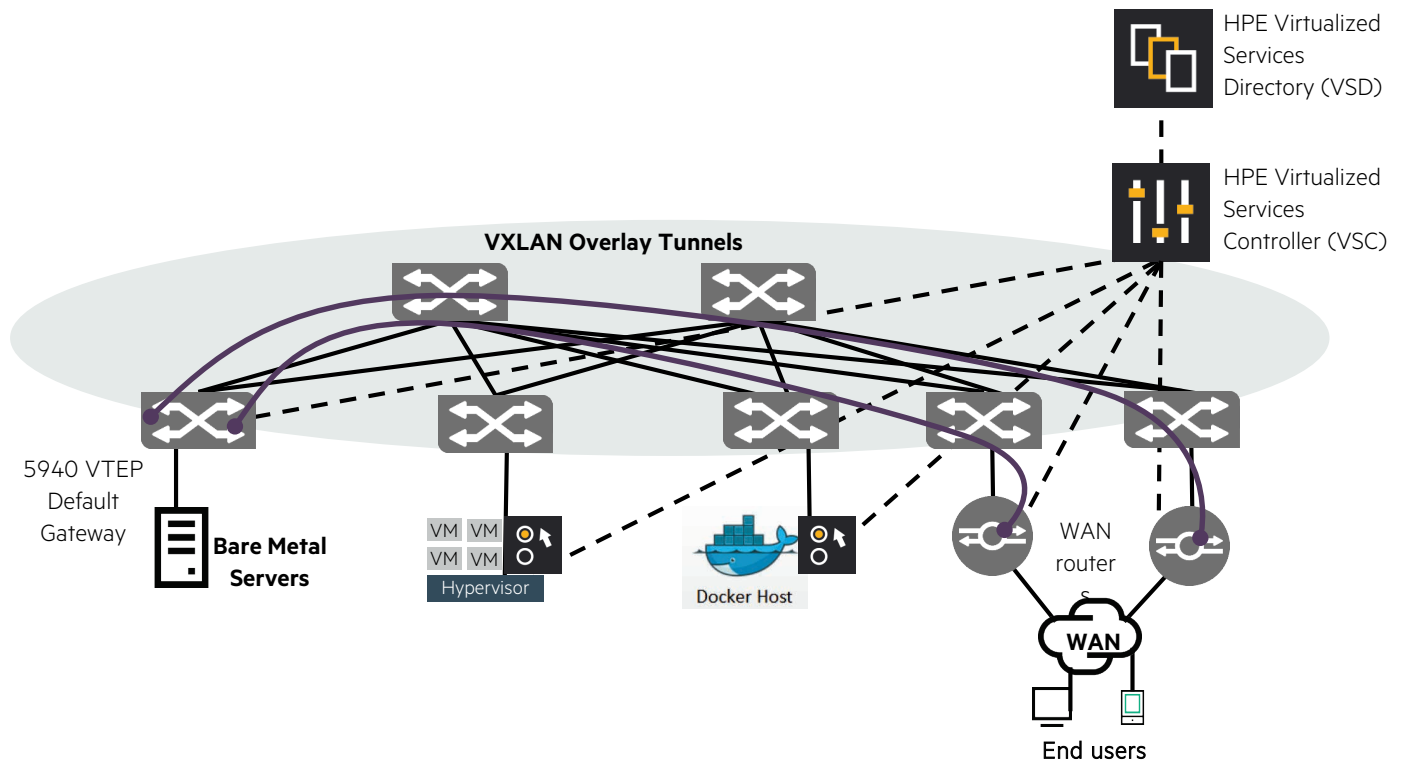 HPE Virtualized
Services
Directory (VSD)
HPE Virtualized
Services
Controller (VSC)
VXLAN Overlay Tunnels
5940 VTEP
Default
Gateway
Bare Metal
Servers
VM VM
VM VM
Hypervisor
Docker Host
WAN
router
s
WAN
End users